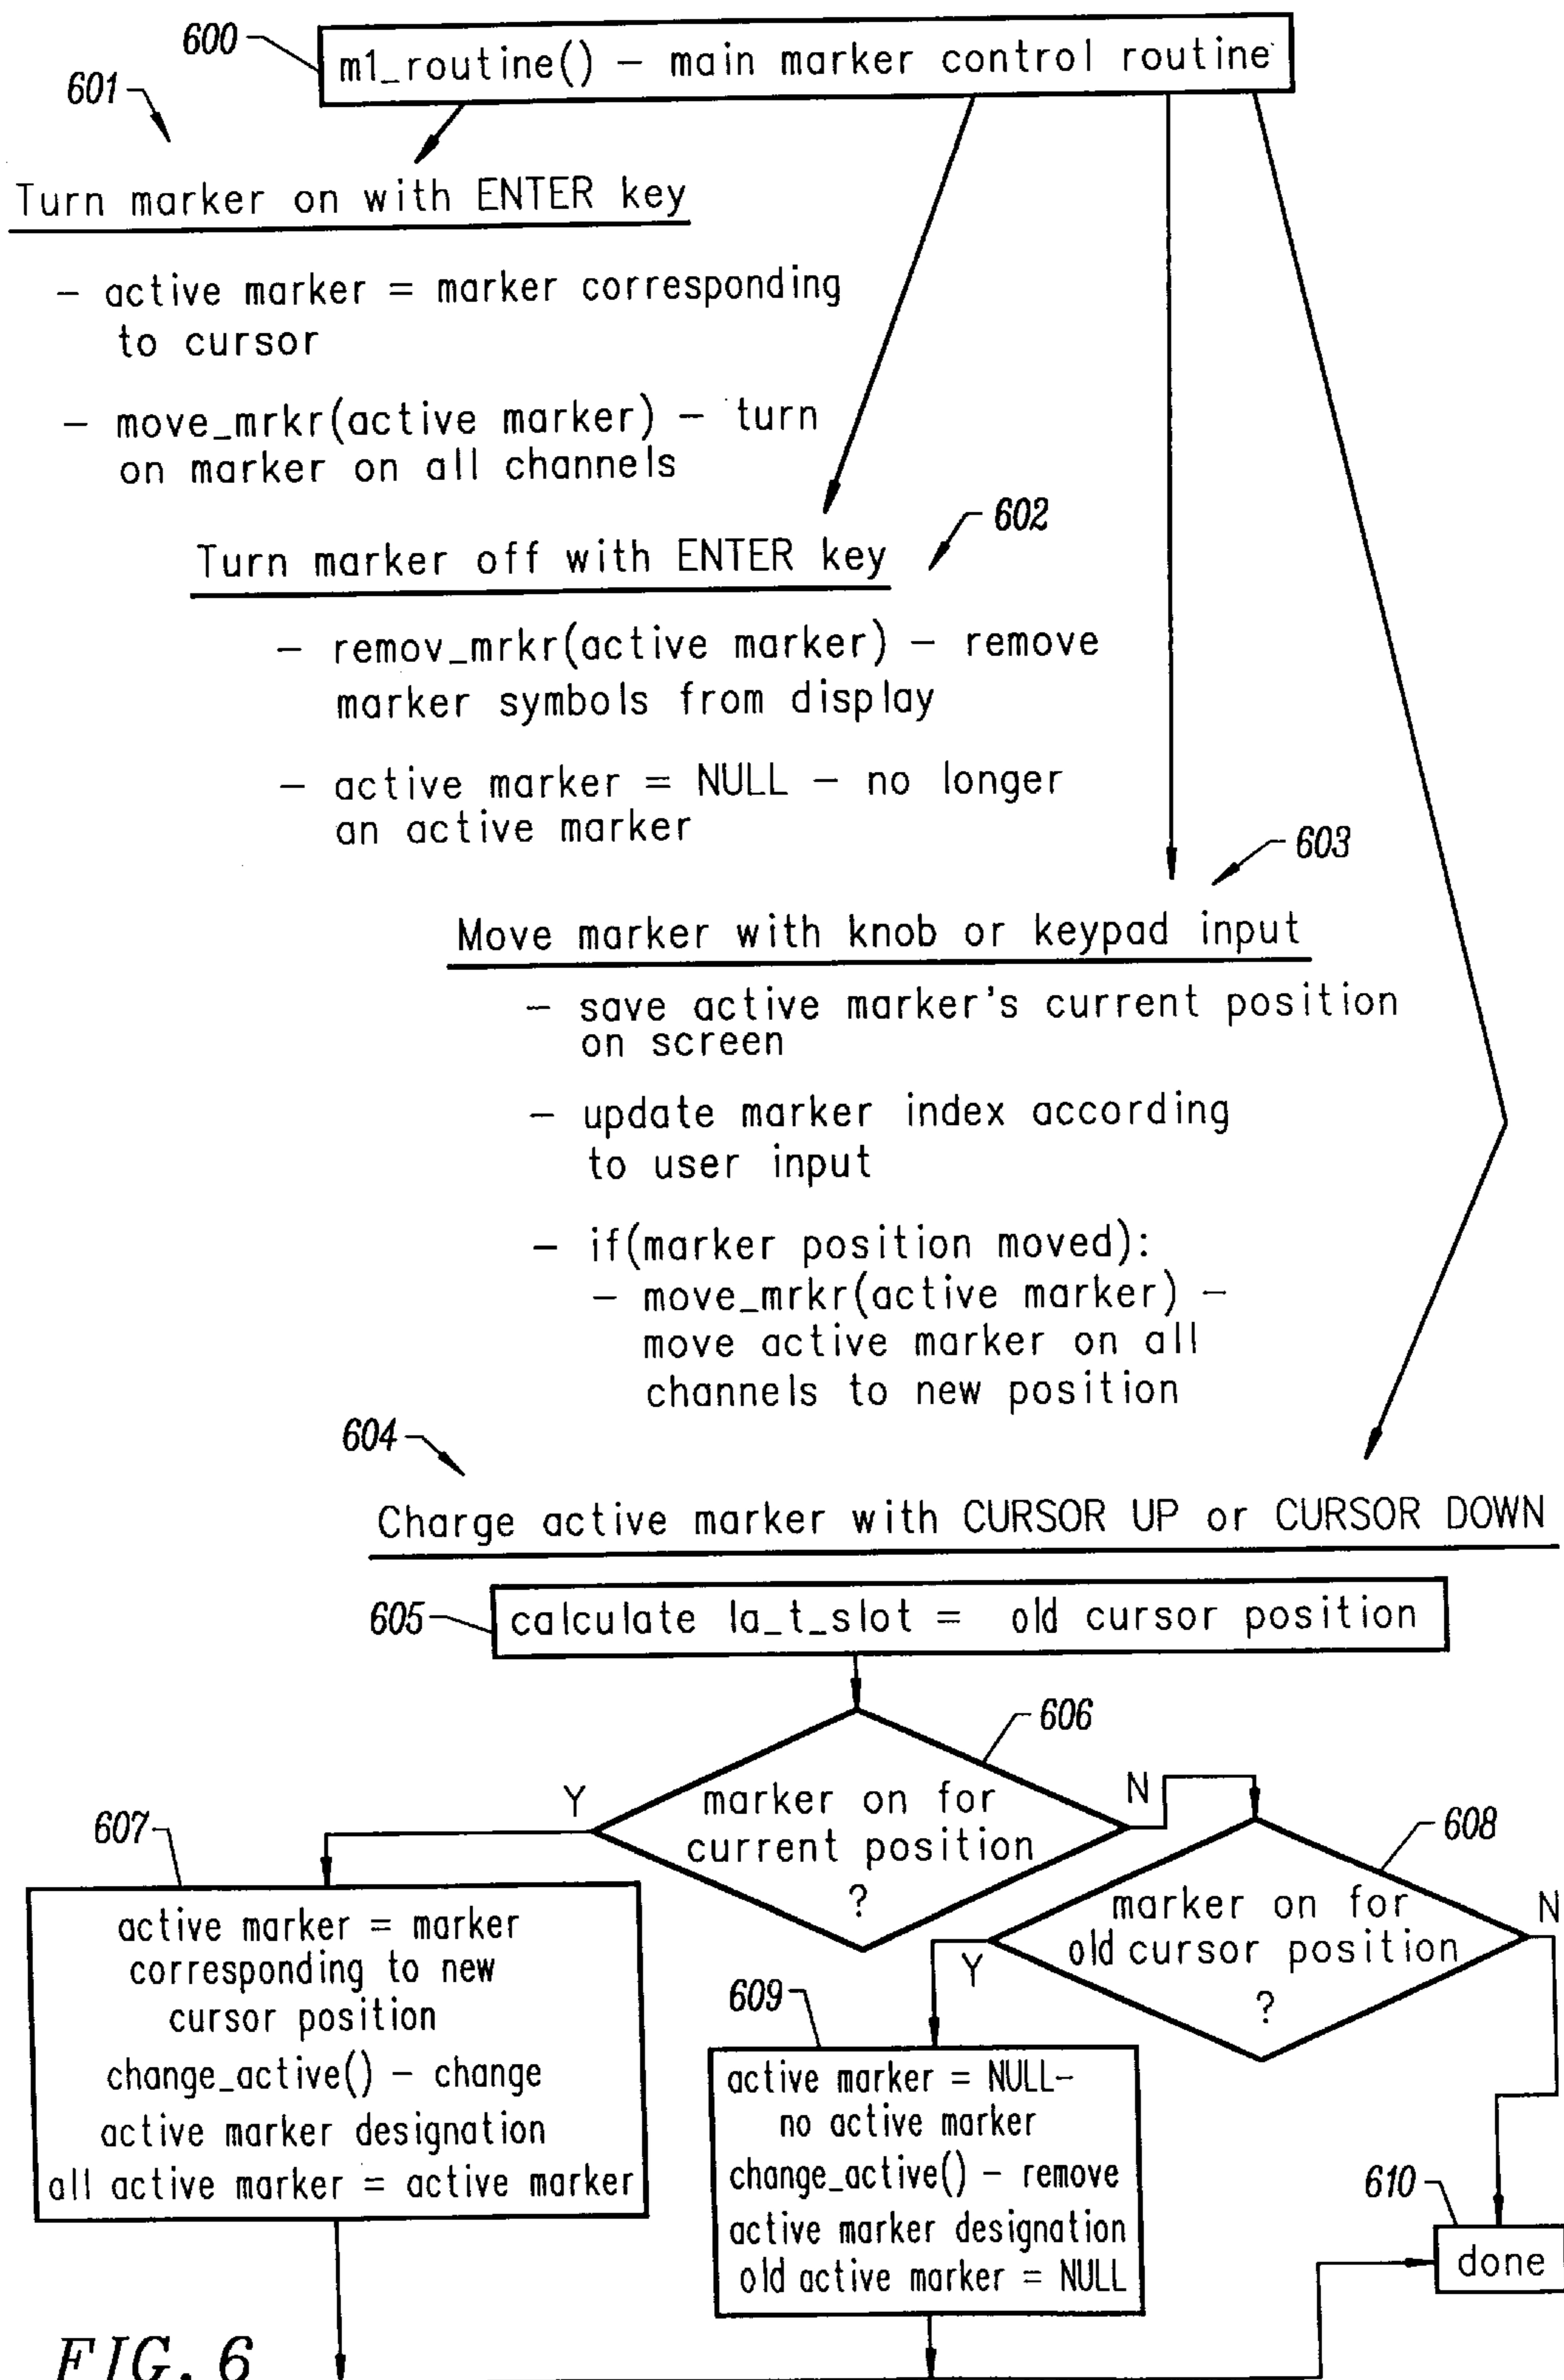 600
m1_routine() – main marker control routine
601
Turn marker on with ENTER key
– active marker = marker corresponding
to cursor
– move_mrkr(active marker) – turn
on marker on all channels
602
Turn marker off with ENTER key
– remov_mrkr(active marker) – remove
marker symbols from display
– active marker = NULL – no longer
an active marker
603
Move marker with knob or keypad input
– save active marker's current position
on screen
– update marker index according
to user input
– if(marker position moved):
– move_mrkr(active marker) –
move active marker on all
channels to new position
604
Charge active marker with CURSOR UP or CURSOR DOWN
605
calculate la_t_slot = old cursor position
606
marker on for
current position
?
Y
N
607
active marker = marker
corresponding to new
cursor position
change_active() – change
active marker designation
all active marker = active marker
608
marker on for
old cursor position
?
Y
N
609
active marker = NULL–
no active marker
change_active() – remove
active marker designation
old active marker = NULL
610
done
FIG. 6